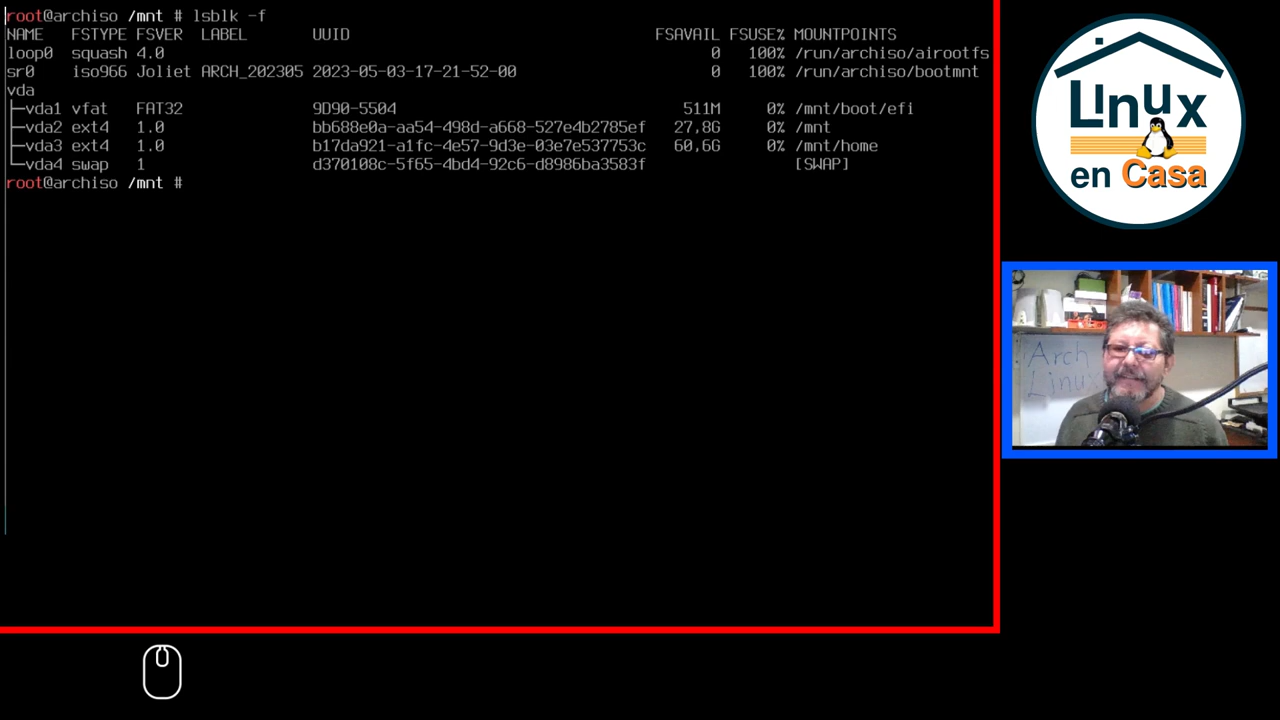 root@archiso /mnt # lsblk -f
NAME FSTYPE FSVER LABEL UUID FSAVAIL FSUSE% MOUNTPOINTS
loop0 squash 4.0 0 100% /run/archiso/airootfs
sr0 iso966 Joliet ARCH_202305 2023-05-03-17-21-52-00 0 100% /run/archiso/bootmnt
vda
├─vda1 vfat FAT32 9D90-5504 511M 0% /mnt/boot/efi
├─vda2 ext4 1.0 bb688e0a-aa54-498d-a668-527e4b2785ef 27,8G 0% /mnt
├─vda3 ext4 1.0 b17da921-a1fc-4e57-9d3e-03e7e537753c 60,6G 0% /mnt/home
└─vda4 swap 1 d370108c-5f65-4bd4-92c6-d8986ba3583f [SWAP]
root@archiso /mnt #
Linux
en Casa
Arch
Linux